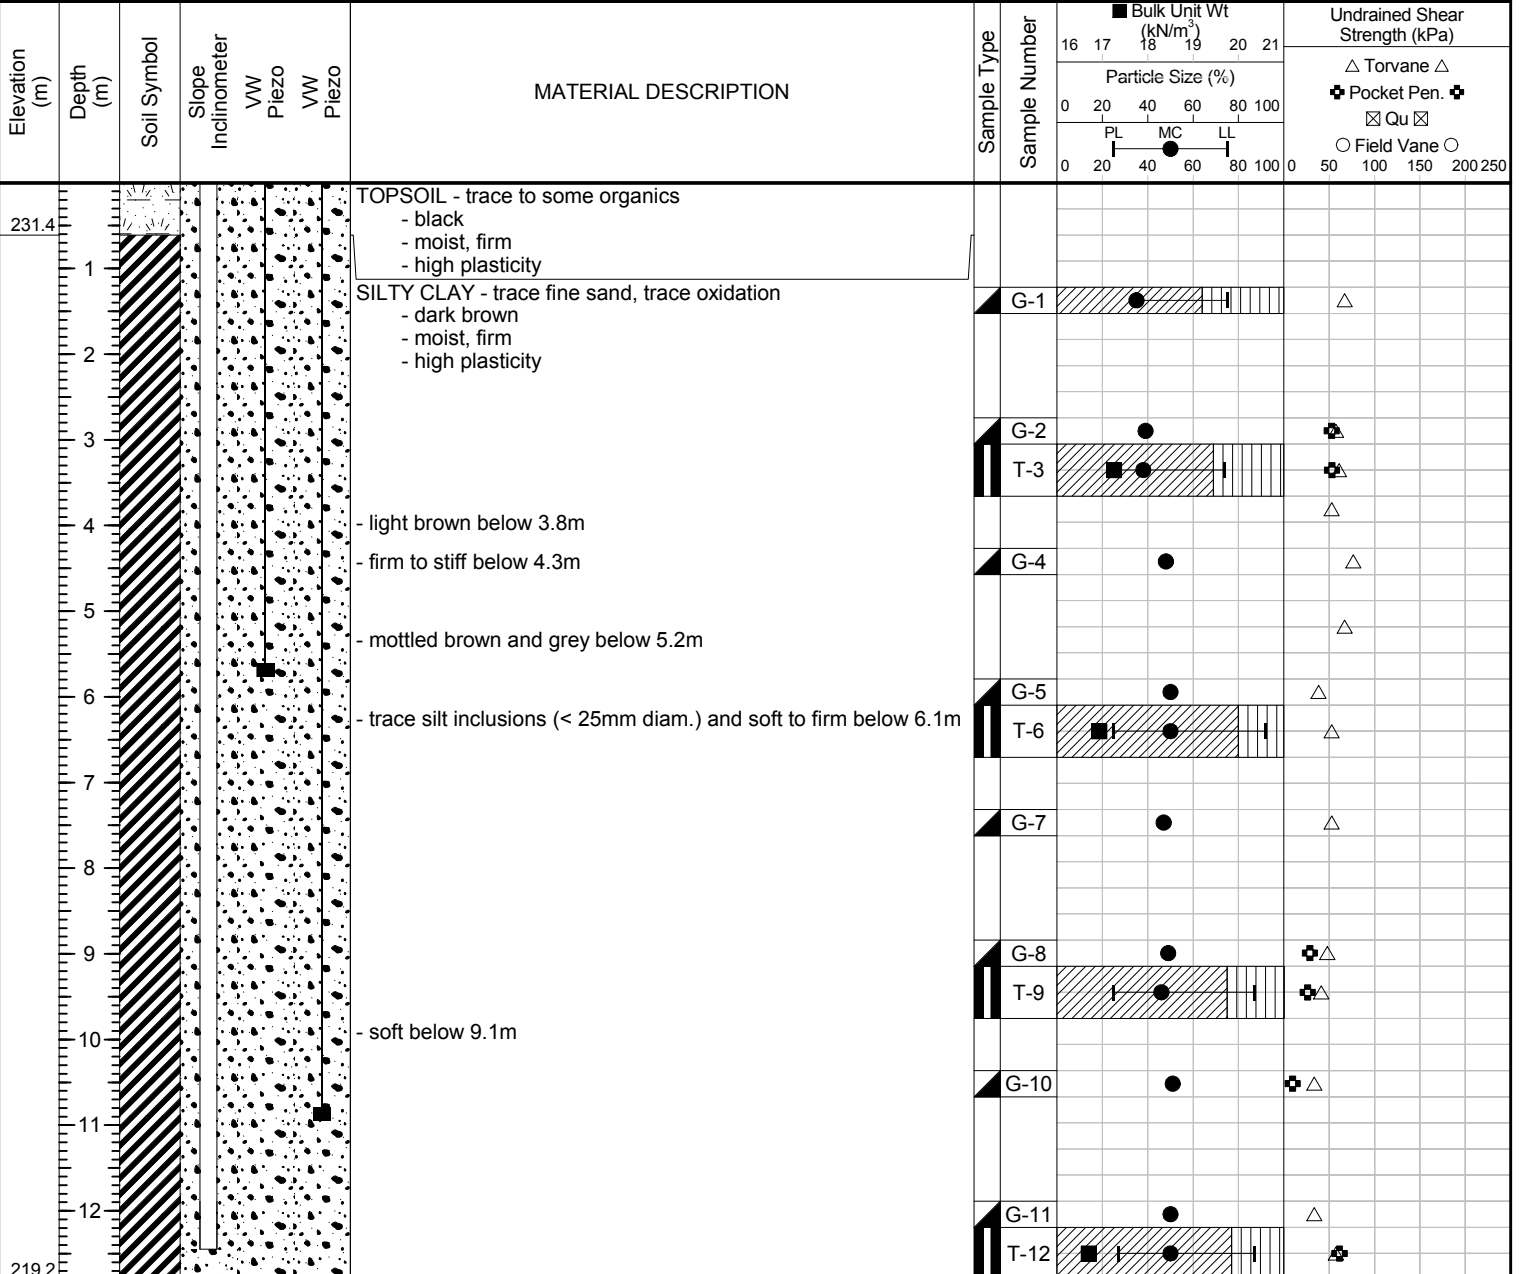 Elevation
(m)
Depth
(m)
Soil Symbol
Slope
Inclinometer
VW
Piezo
VW
Piezo
MATERIAL DESCRIPTION
Sample Type
Sample Number
Bulk Unit Wt
(kN/m³)
16 17 18 19 20 21
Particle Size (%)
0 20 40 60 80 100
PL MC LL
0 20 40 60 80 100
Undrained Shear
Strength (kPa)
Torvane
Pocket Pen.
Qu
Field Vane
0 50 100 150 200 250
TOPSOIL - trace to some organics
- black
- moist, firm
- high plasticity
231.4
1
SILTY CLAY - trace fine sand, trace oxidation
- dark brown
- moist, firm
- high plasticity
G-1
2
3
G-2
T-3
4
- light brown below 3.8m
- firm to stiff below 4.3m
G-4
5
- mottled brown and grey below 5.2m
6
G-5
- trace silt inclusions (< 25mm diam.) and soft to firm below 6.1m
T-6
7
G-7
8
9
G-8
T-9
10
- soft below 9.1m
G-10
11
12
G-11
T-12
219.2